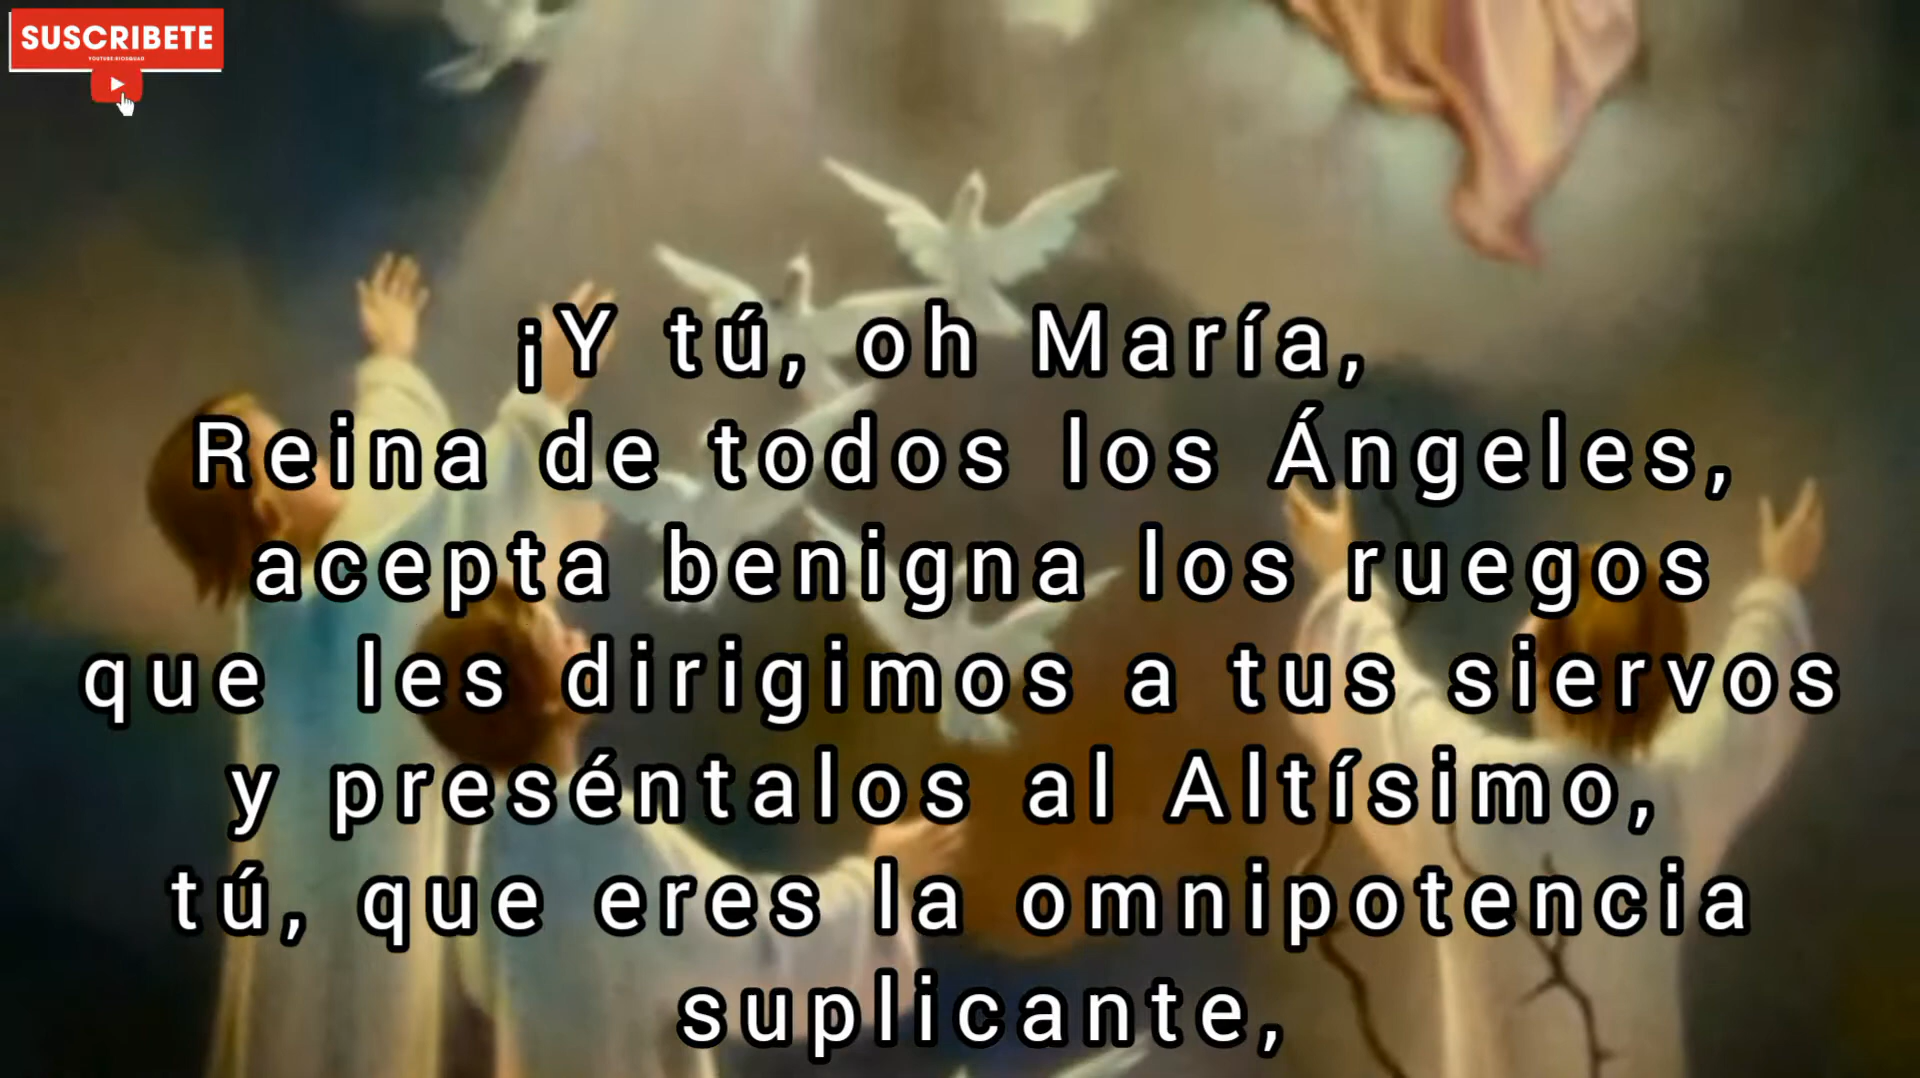 SUSCRIBETE
¡Y tú, oh María,
Reina de todos los Ángeles,
acepta benigna los ruegos
que les dirigimos a tus siervos
y preséntalos al Altísimo,
tú, que eres la omnipotencia
suplicante,